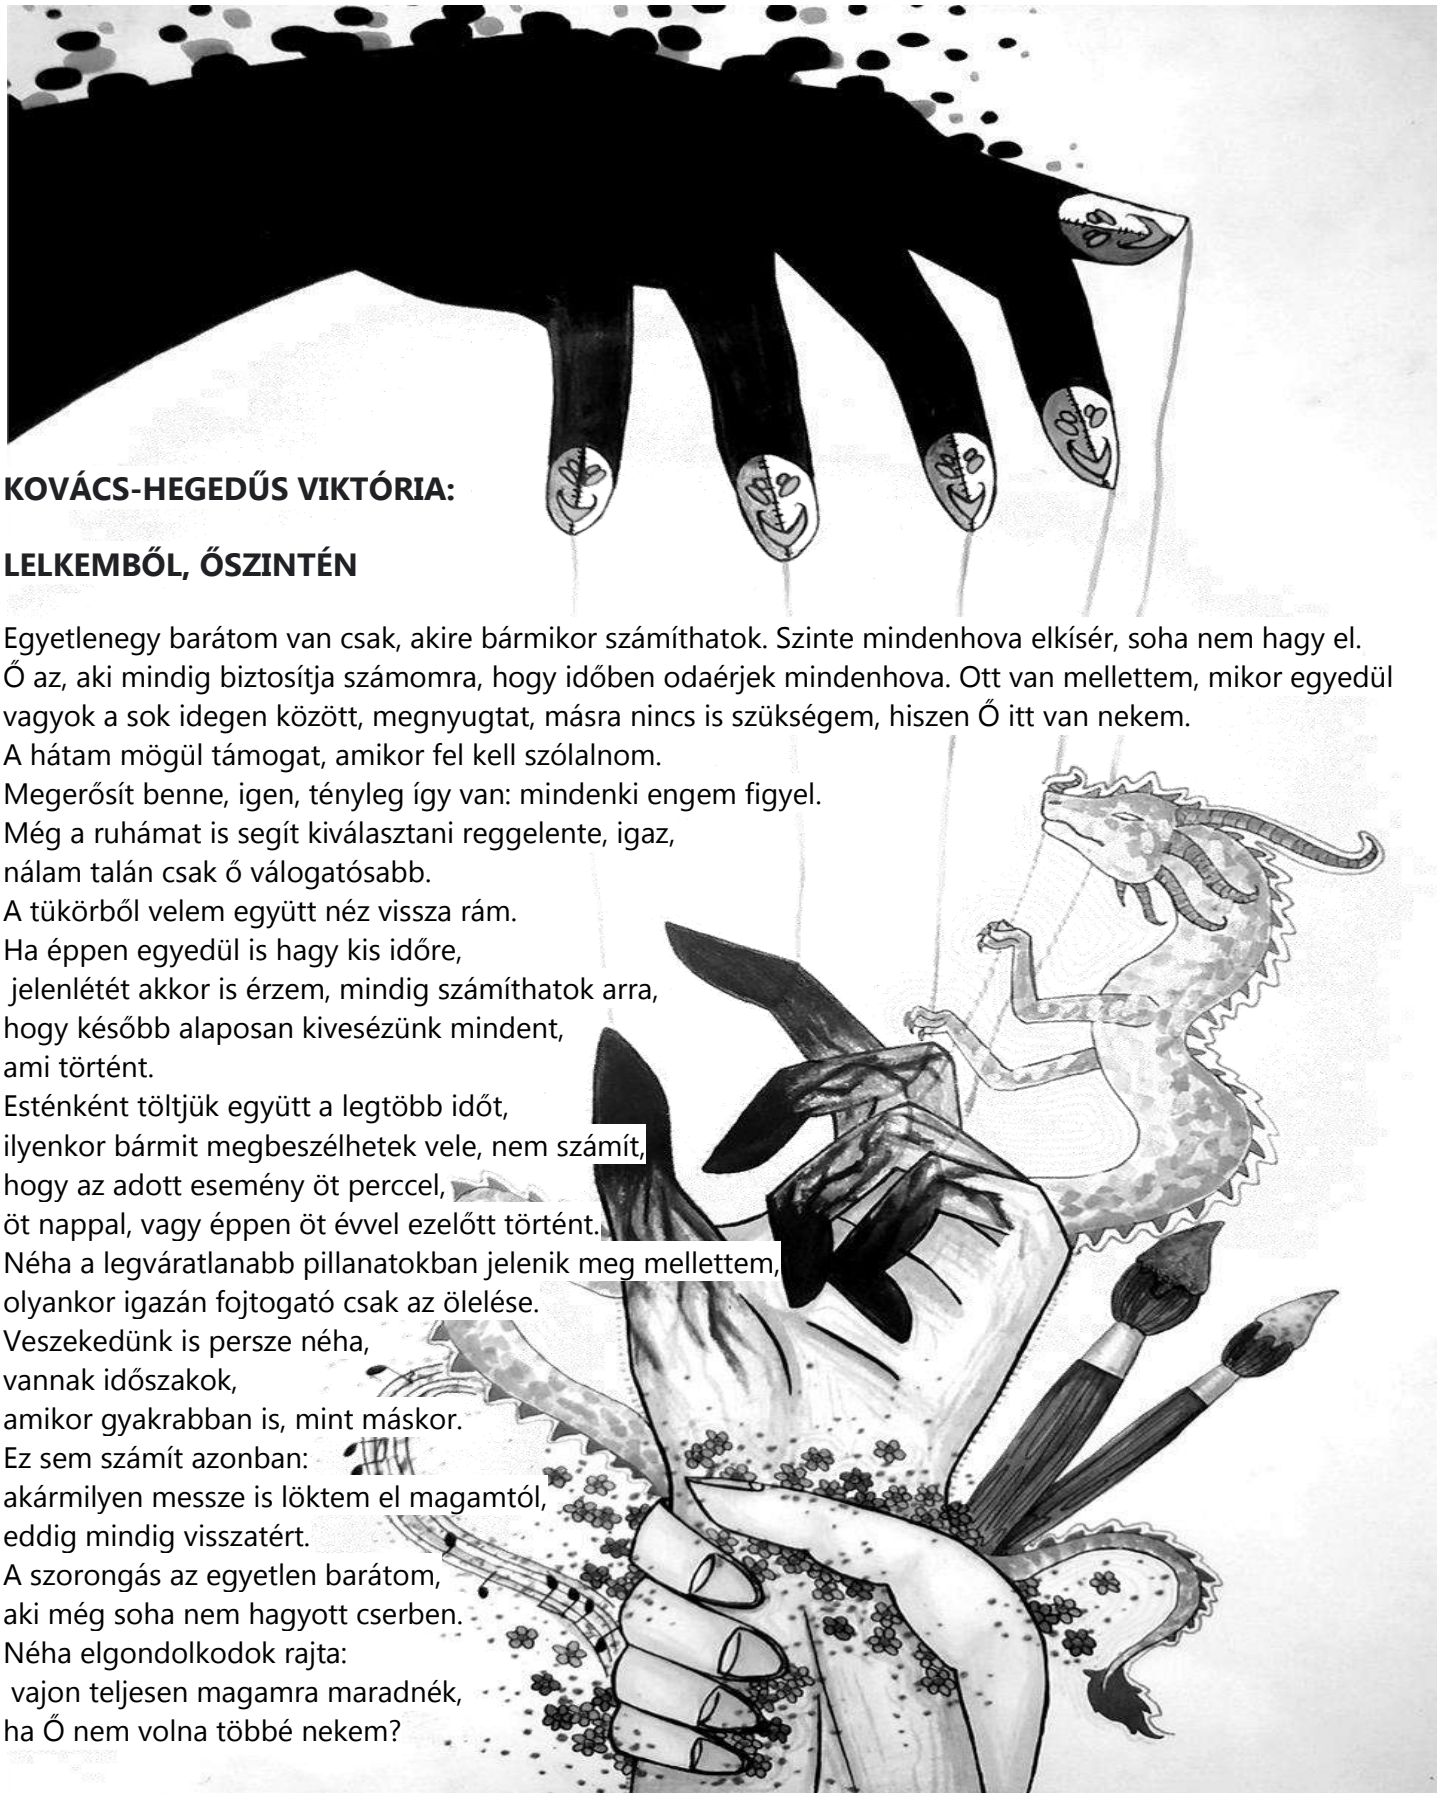 KOVÁCS-HEGEDŰS VIKTÓRIA:
LELKEMBŐL, ŐSZINTÉN
Egyetlenegy barátom van csak, akire bármikor számíthatok. Szinte mindenhova elkísér, soha nem hagy el.
Ő az, aki mindig biztosítja számomra, hogy időben odaérjek mindenhova. Ott van mellettem, mikor egyedül
vagyok a sok idegen között, megnyugtat, másra nincs is szükségem, hiszen Ő itt van nekem.
A hátam mögül támogat, amikor fel kell szólalnom.
Megerősít benne, igen, tényleg így van: mindenki engem figyel.
Még a ruhámat is segít kiválasztani reggelente, igaz,
nálam talán csak ő válogatósabb.
A tükörből velem együtt néz vissza rám.
Ha éppen egyedül is hagy kis időre,
jelenlétét akkor is érzem, mindig számíthatok arra,
hogy később alaposan kivesézünk mindent,
ami történt.
Esténként töltjük együtt a legtöbb időt,
ilyenkor bármit megbeszélhetek vele, nem számít,
hogy az adott esemény öt perccel,
öt nappal, vagy éppen öt évvel ezelőtt történt.
Néha a legváratlanabb pillanatokban jelenik meg mellettem,
olyankor igazán fojtogató csak az ölelése.
Veszekedünk is persze néha,
vannak időszakok,
amikor gyakrabban is, mint máskor.
Ez sem számít azonban:
akármilyen messze is löktem el magamtól,
eddig mindig visszatért.
A szorongás az egyetlen barátom,
aki még soha nem hagyott cserben.
Néha elgondolkodok rajta:
vajon teljesen magamra maradnék,
ha Ő nem volna többé nekem?